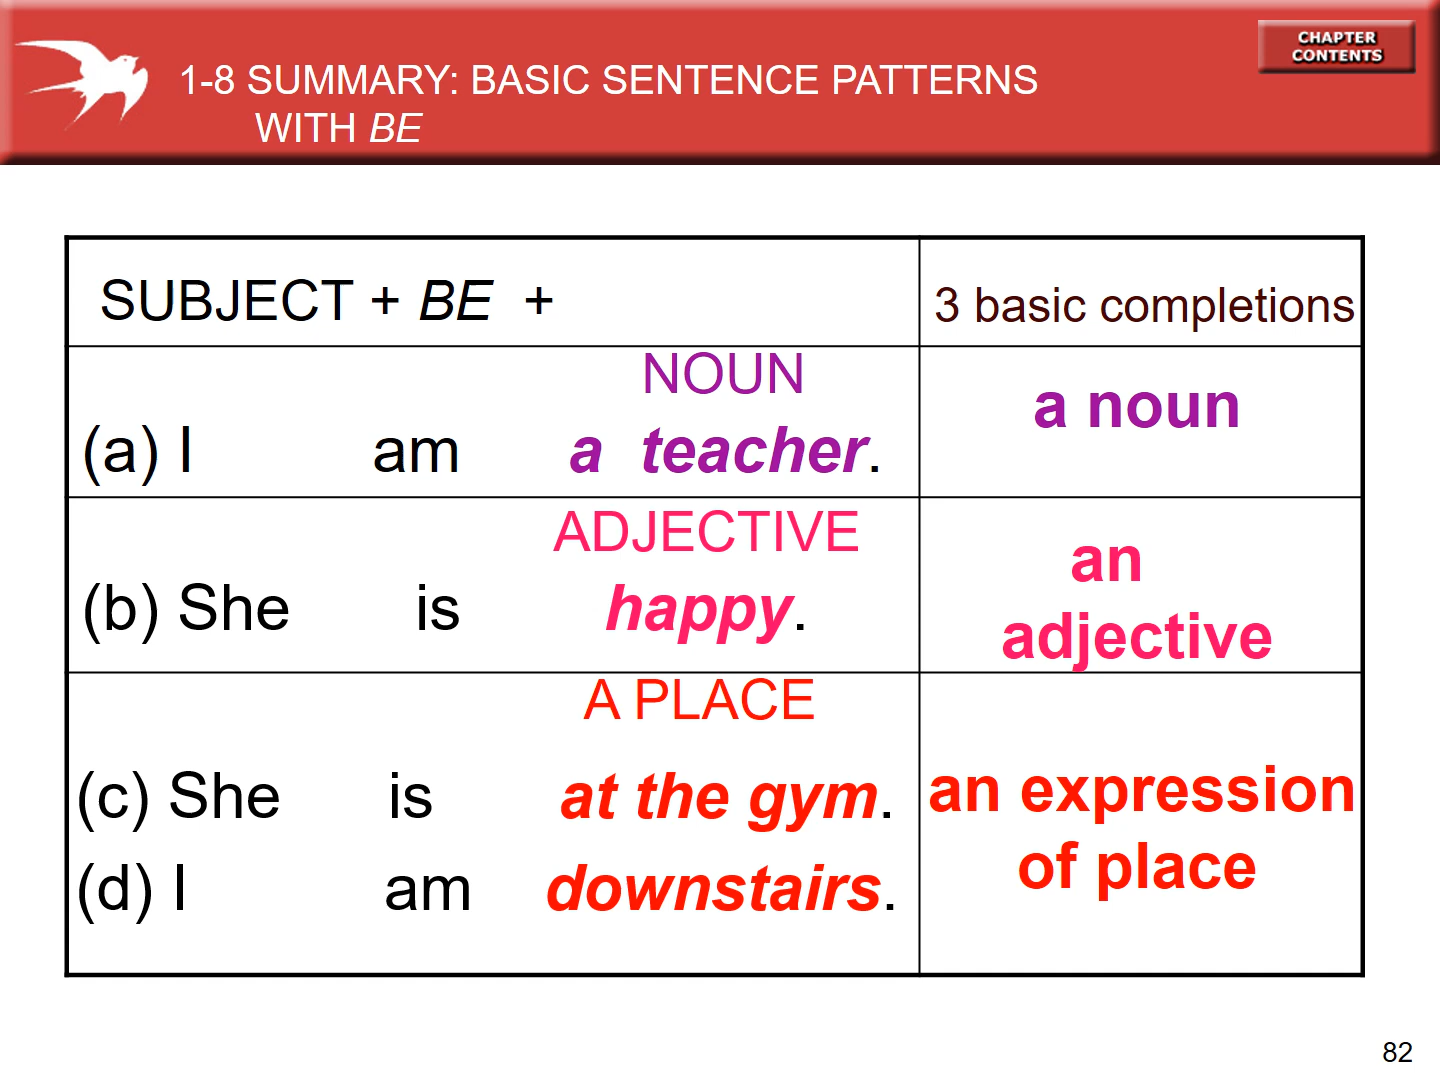 CHAPTER
CONTENTS
1-8 SUMMARY: BASIC SENTENCE PATTERNS
WITH BE
SUBJECT + BE +
3 basic completions
NOUN
(a) I am a teacher.
a noun
ADJECTIVE
(b) She is happy.
an
adjective
A PLACE
(c) She is at the gym.
(d) I am downstairs.
an expression
of place
82